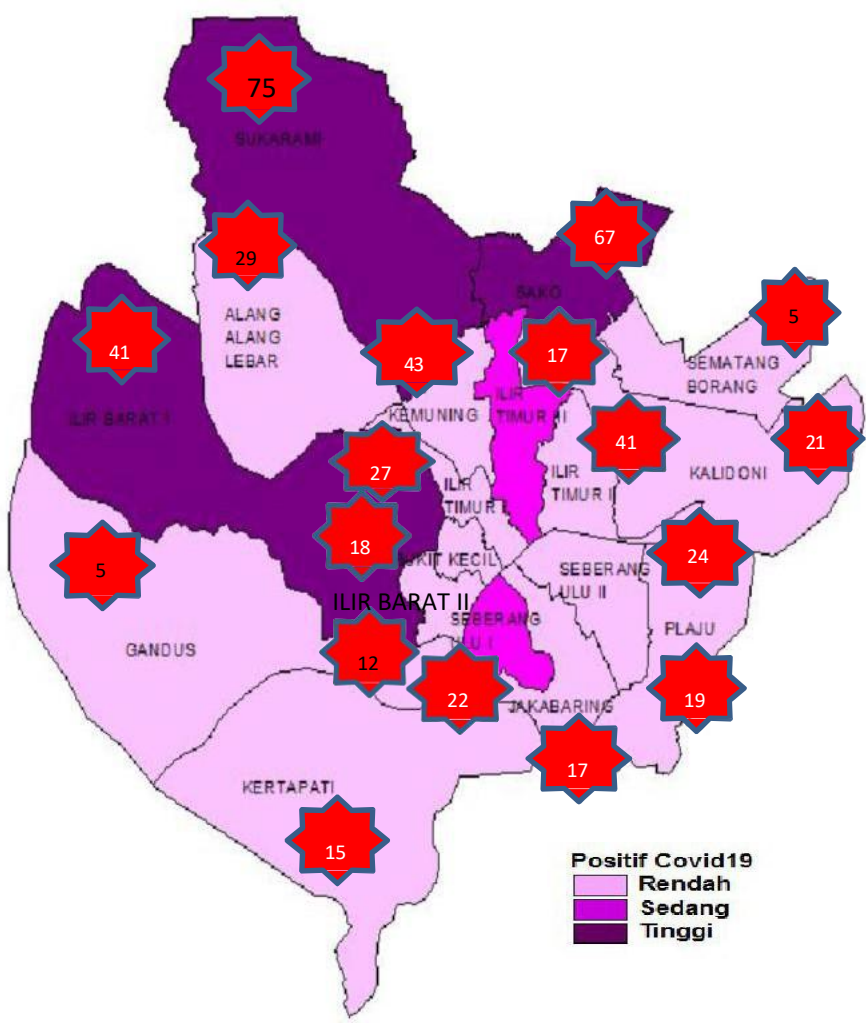 75
SUKARAMI
67
29
SAKO
5
ALANG
ALANG
LEBAR
41
43
17
SEMATANG
BORANG
ILIR
TIMUR III
ILIR BARAT I
KEMUNING
41
21
27
ILIR
TIMUR I
ILIR
TIMUR I
KALIDONI
18
5
BUKIT KECIL
24
SEBERANG
ULU II
ILIR BARAT II
SEBERANG
ULU I
PLAJU
GANDUS
12
22
19
JAKABARING
17
KERTAPATI
15
Positif Covid19
Rendah
Sedang
Tinggi